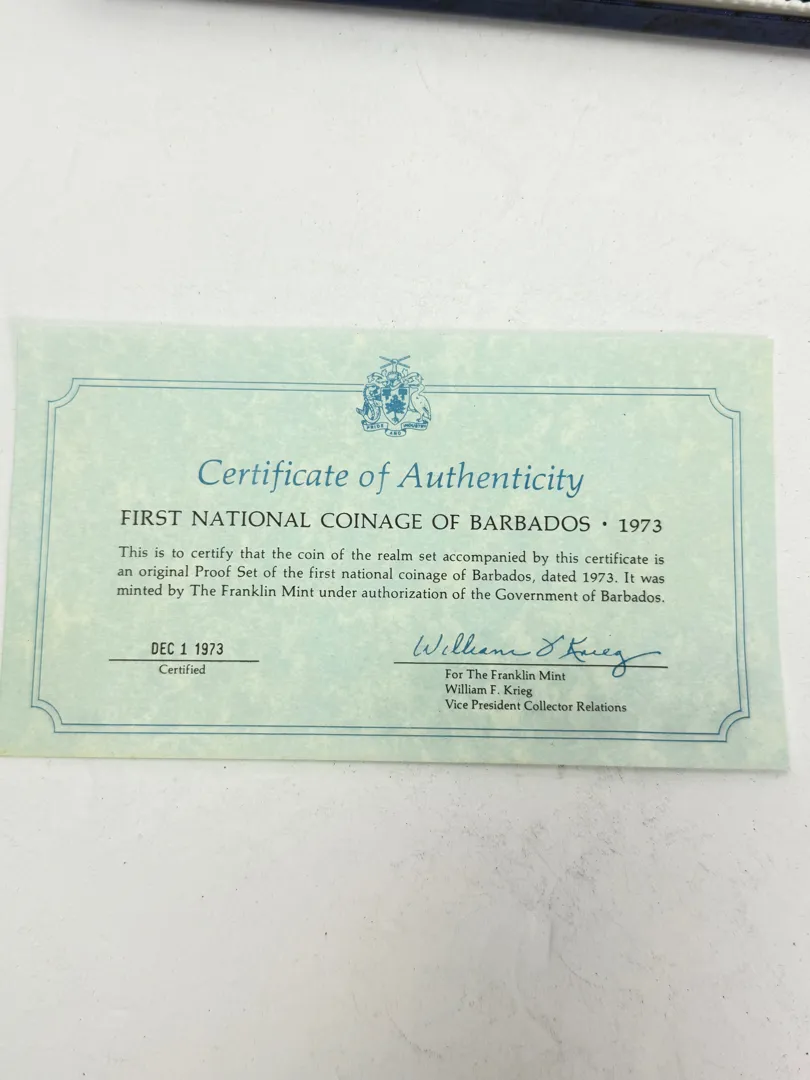 PRIDE AND INDUSTRY
Certificate of Authenticity
FIRST NATIONAL COINAGE OF BARBADOS • 1973
This is to certify that the coin of the realm set accompanied by this certificate is
an original Proof Set of the first national coinage of Barbados, dated 1973. It was
minted by The Franklin Mint under authorization of the Government of Barbados.
DEC 1 1973
Certified
William F Krieg
For The Franklin Mint
William F. Krieg
Vice President Collector Relations